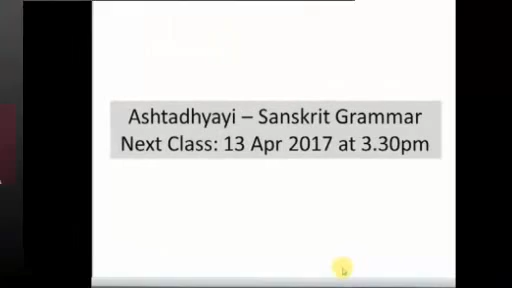 Ashtadhyayi – Sanskrit Grammar
Next Class: 13 Apr 2017 at 3.30pm